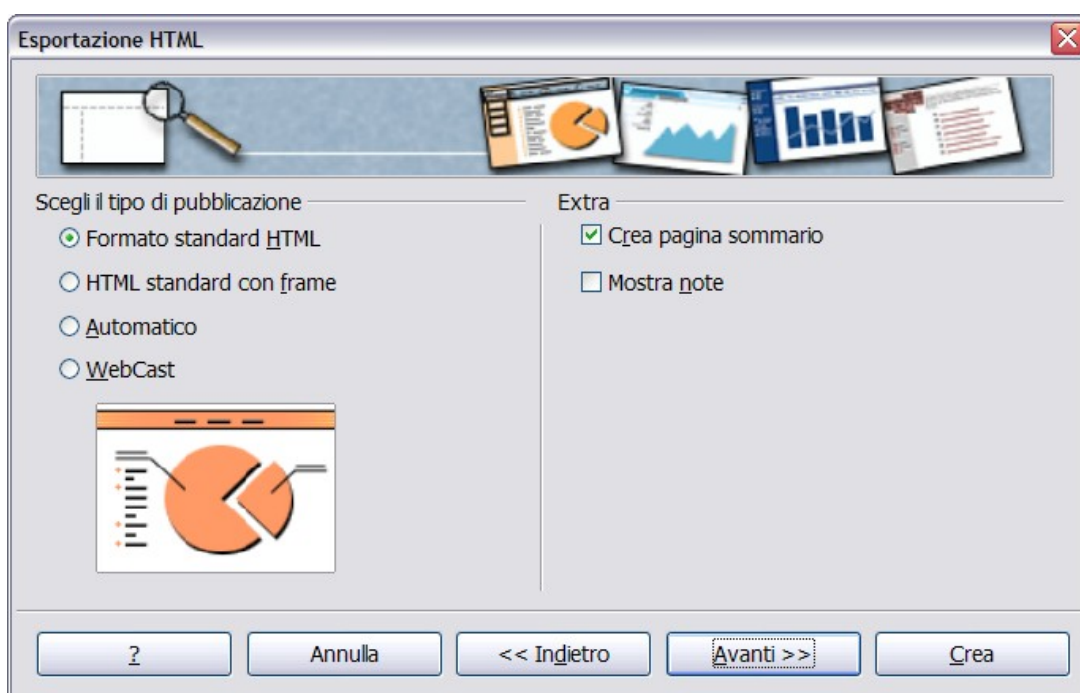 Esportazione HTML
Scegli il tipo di pubblicazione
Formato standard HTML
HTML standard con frame
Automatico
WebCast
Extra
Crea pagina sommario
Mostra note
?
Annulla
<< Indietro
Avanti >>
Crea